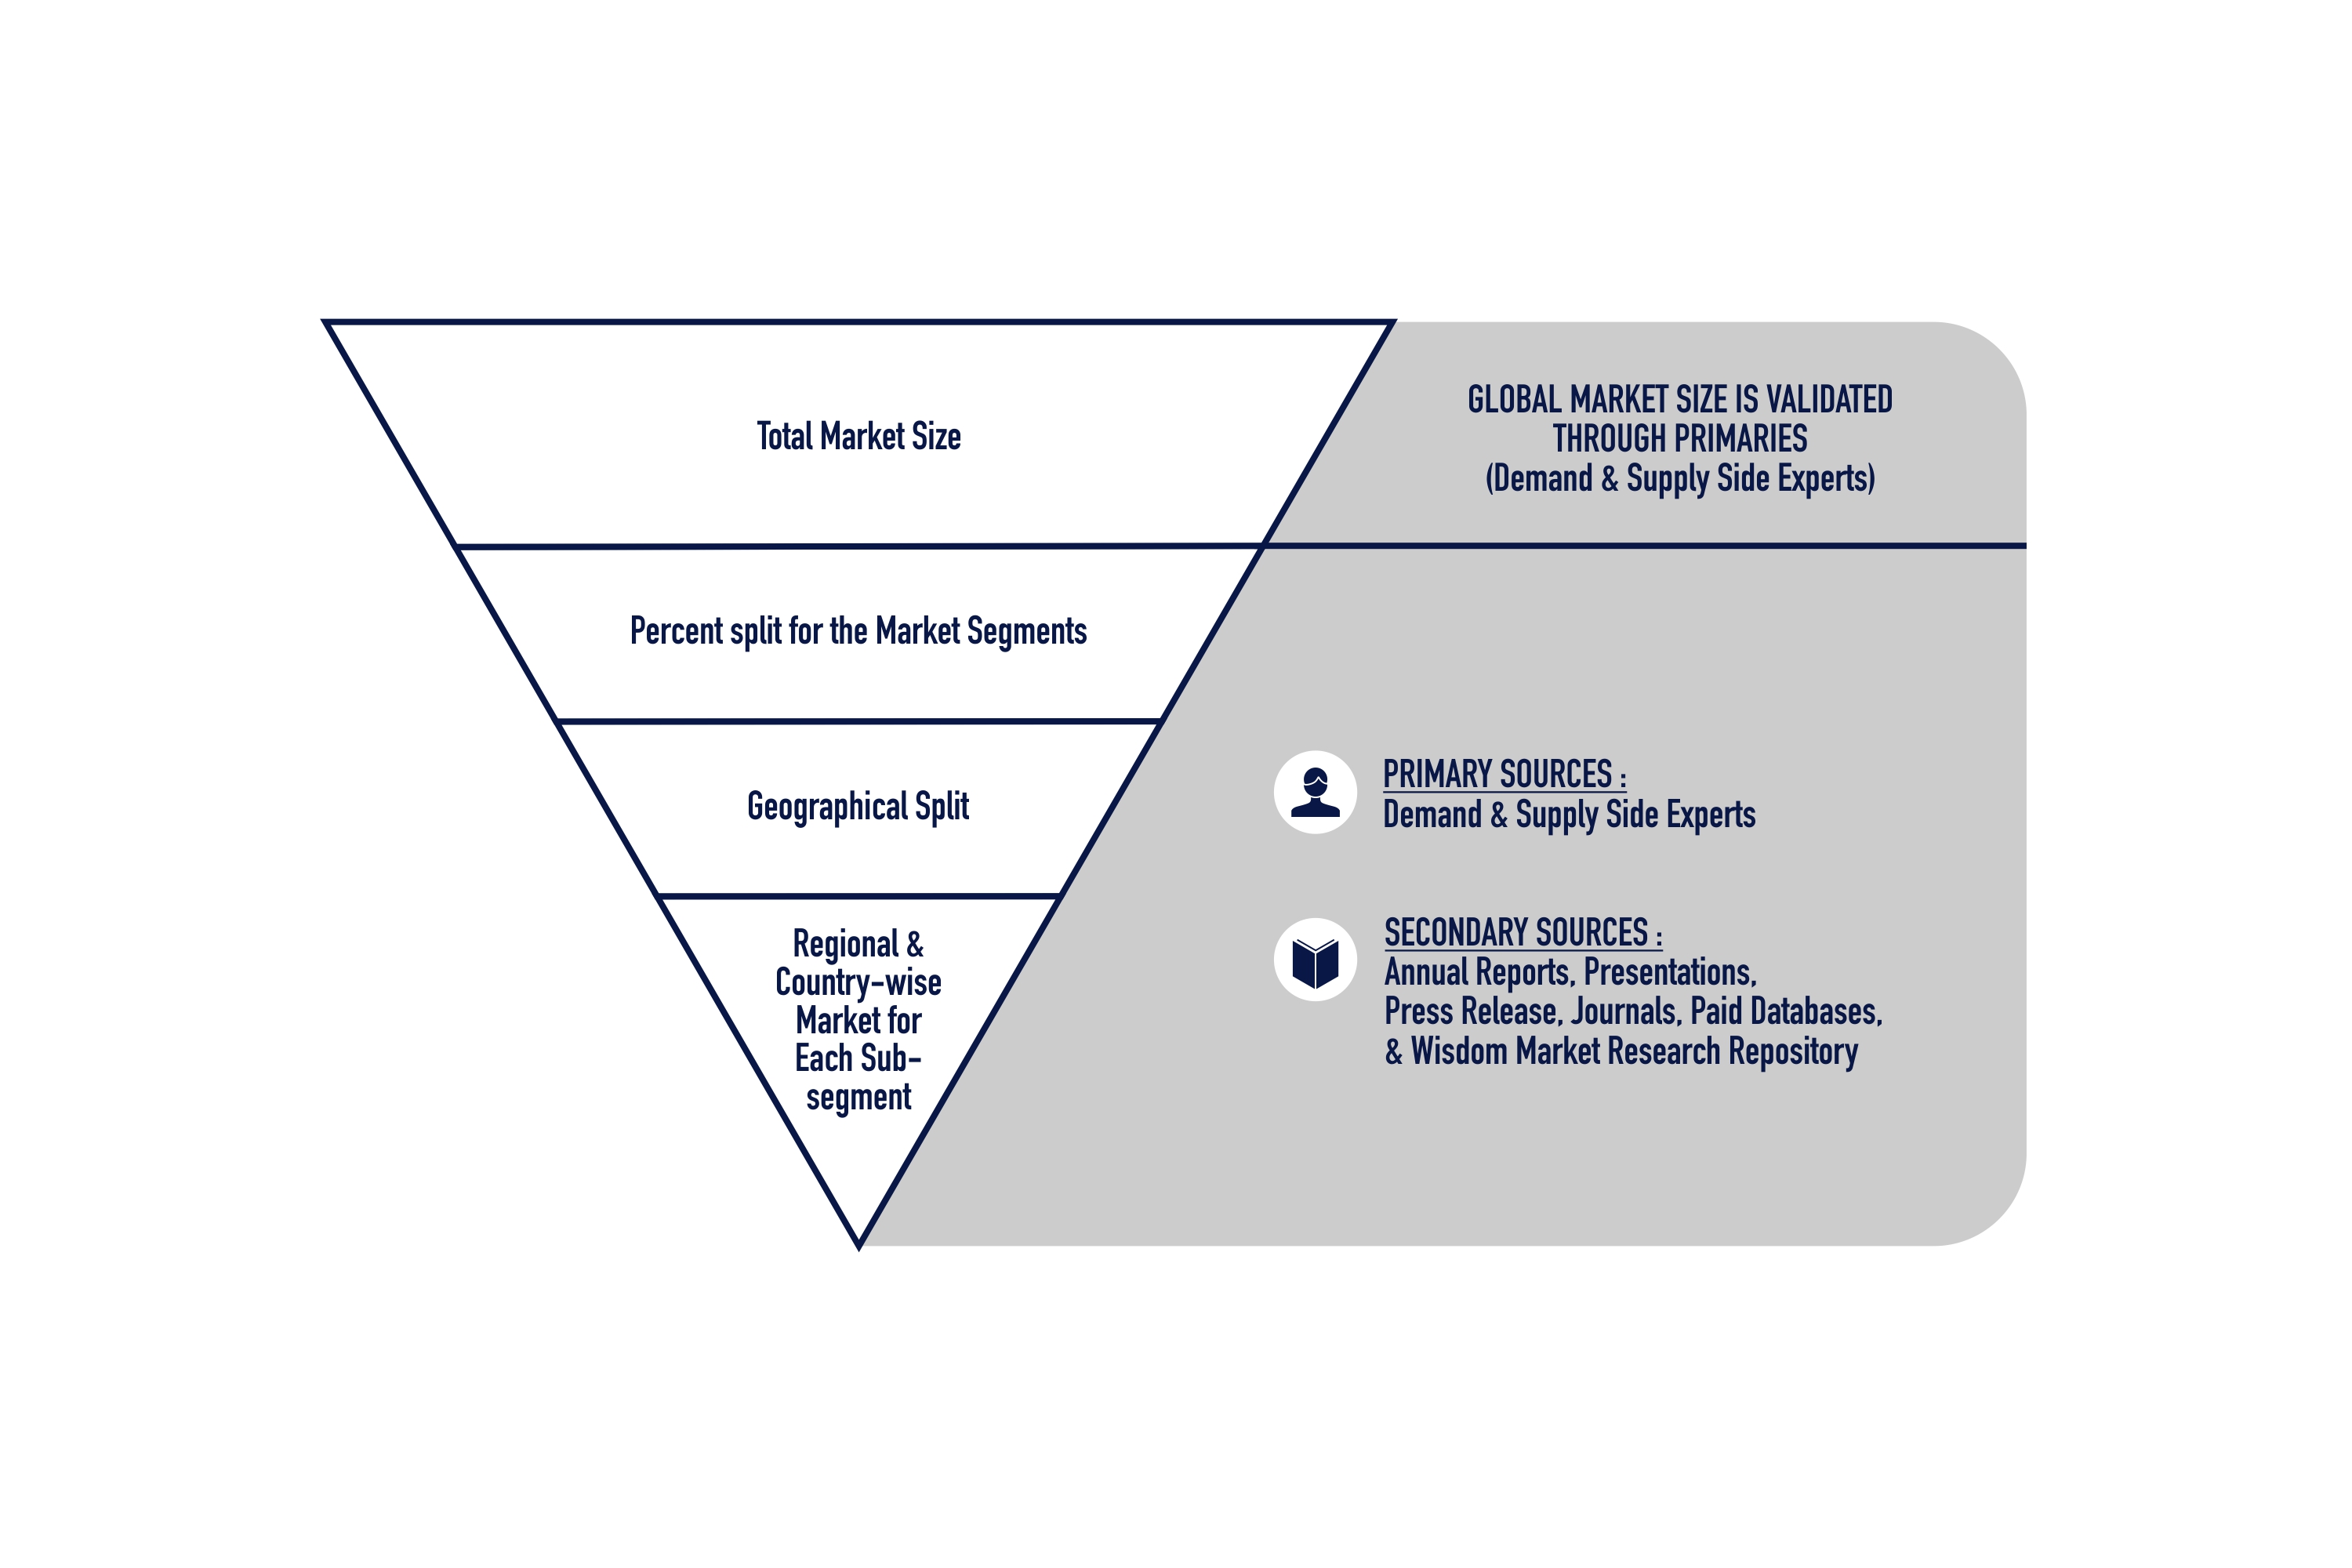 Total Market Size
GLOBAL MARKET SIZE IS VALIDATED
THROUGH PRIMARIES
(Demand & Supply Side Experts)
Percent split for the Market Segments
Geographical Split
Regional &
Country-wise
Market for
Each Sub-
segment
PRIMARY SOURCES :
Demand & Supply Side Experts
SECONDARY SOURCES :
Annual Reports, Presentations,
Press Release, Journals, Paid Databases,
& Wisdom Market Research Repository